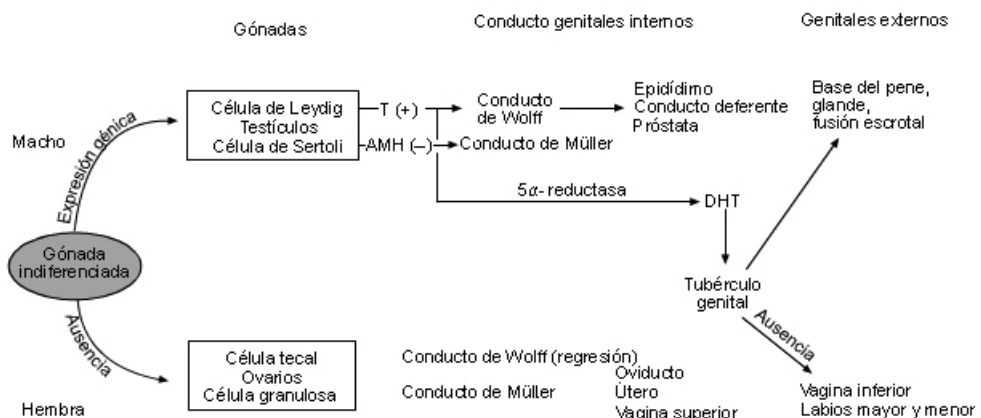 Gónadas
Conducto genitales internos
Genitales externos
Macho
Expresión génica
Célula de Leydig
Testículos
Célula de Sertoli
T (+)
AMH (–)
Conducto
de Wolff
Conducto de Müller
Epidídimo
Conducto deferente
Próstata
Base del pene,
glande,
fusión escrotal
5α- reductasa
DHT
Gónada
indiferenciada
Tubérculo
genital
Ausencia
Ausencia
Célula tecal
Ovarios
Célula granulosa
Conducto de Wolff (regresión)
Conducto de Müller
Oviducto
Útero
Vagina superior
Vagina inferior
Labios mayor y menor
Hembra